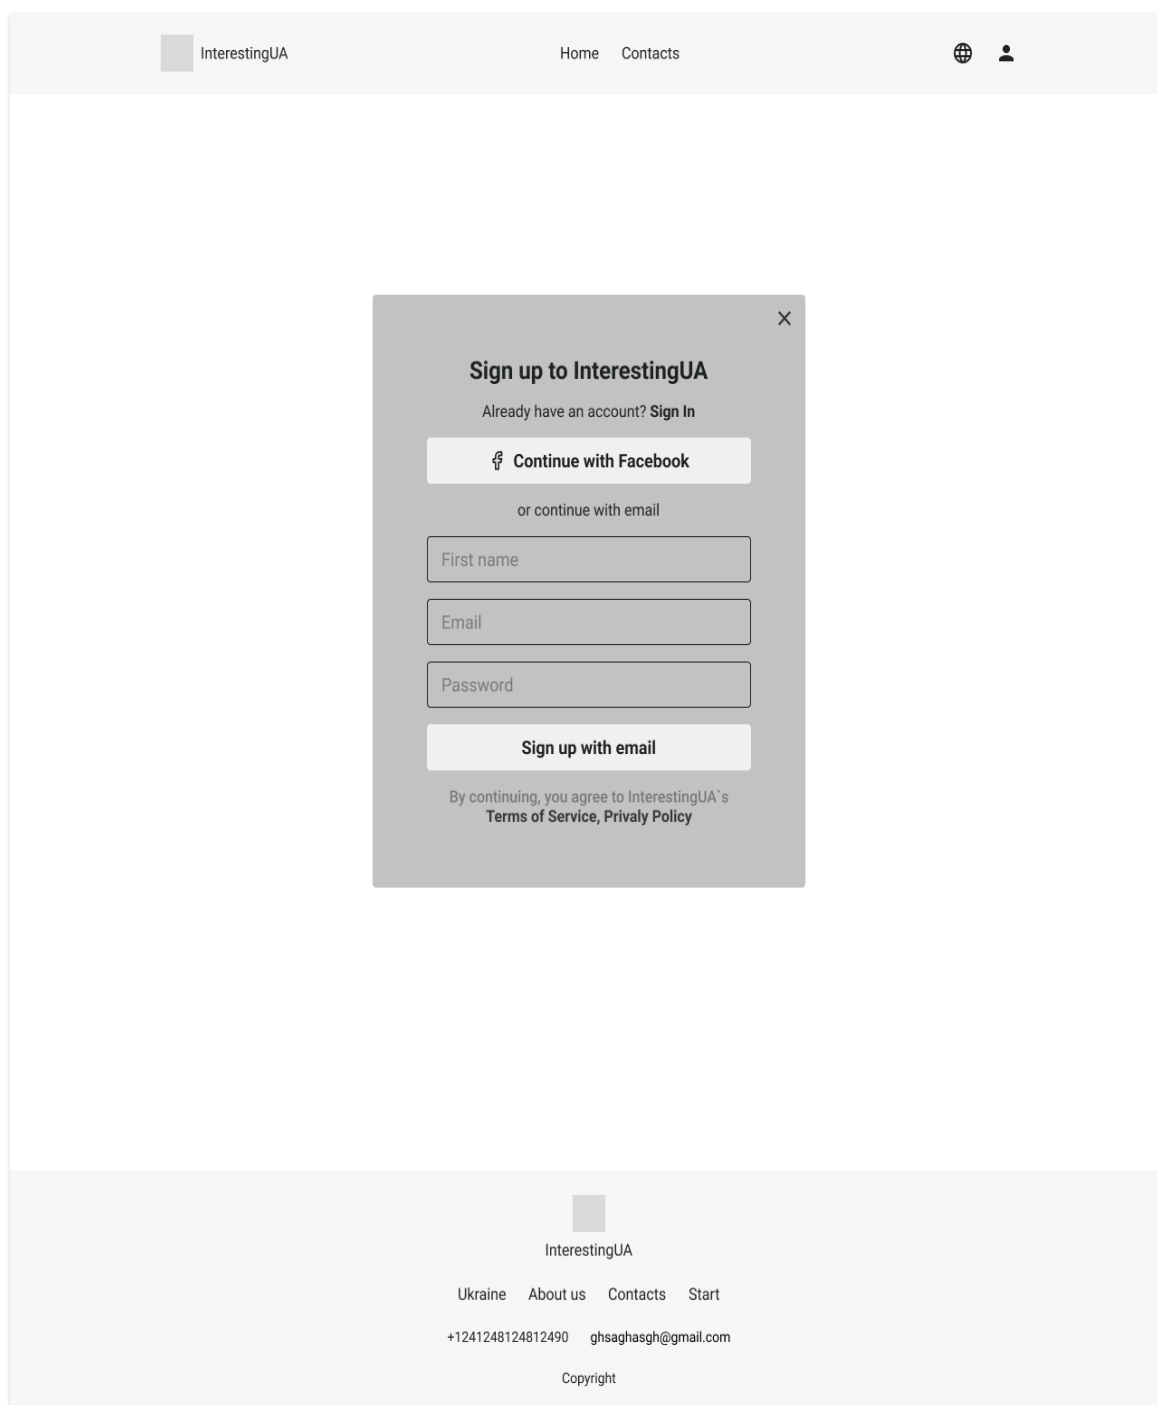 InterestingUA
Home Contacts
Sign up to InterestingUA
Already have an account? Sign In
Continue with Facebook
or continue with email
First name
Email
Password
Sign up with email
By continuing, you agree to InterestingUA`s
Terms of Service, Privaly Policy
InterestingUA
Ukraine About us Contacts Start
+1241248124812490 ghsaghasgh@gmail.com
Copyright